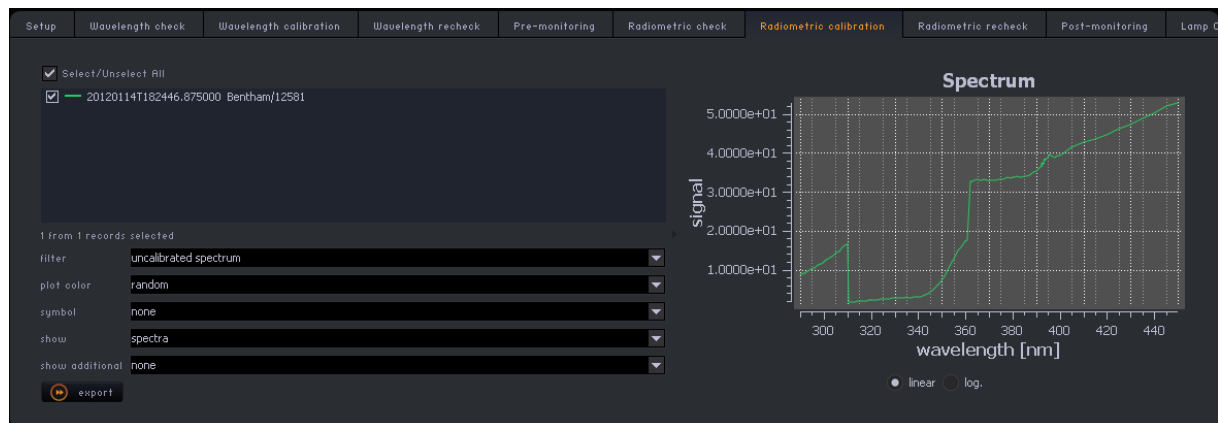 Setup Wavelength check Wavelength calibration Wavelength recheck Pre-monitoring Radiometric check Radiometric calibration Radiometric recheck Post-monitoring Lamp
Select/Unselect All
20120114T182446.875000 Bentham/12581
1 from 1 records selected
filter uncalibrated spectrum
plot color random
symbol none
show spectra
show additional none
export
Spectrum
5.0000e+01
4.0000e+01
3.0000e+01
2.0000e+01
1.0000e+01
signal
300 320 340 360 380 400 420 440
wavelength [nm]
linear log.